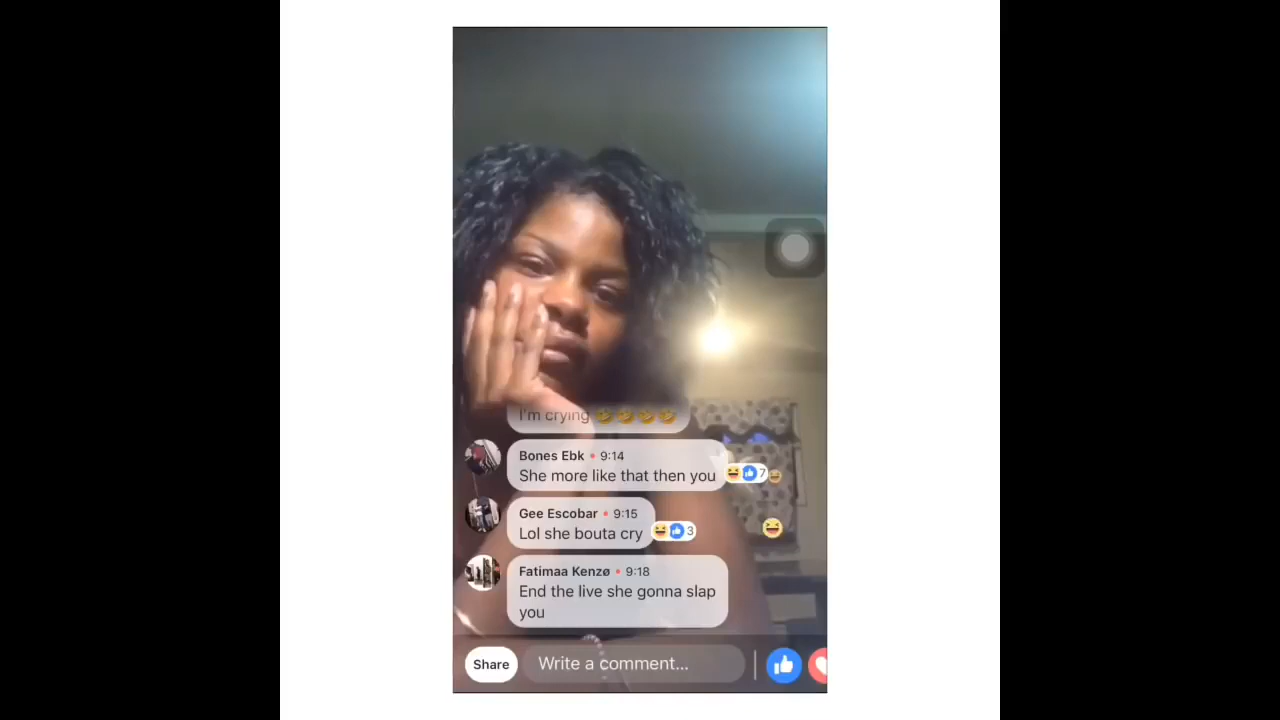 I'm crying 🤣🤣🤣🤣
Bones Ebk • 9:14
She more like that then you
7
Gee Escobar • 9:15
Lol she bouta cry
3
Fatimaa Kenzø • 9:18
End the live she gonna slap
you
Share
Write a comment...